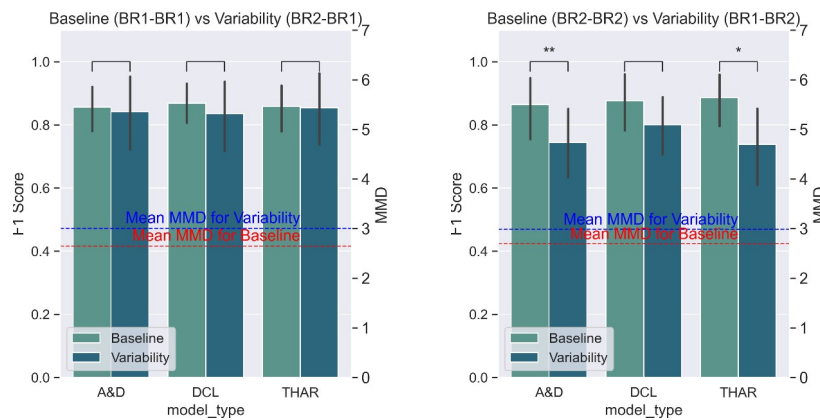 Baseline (BR1-BR1) vs Variability (BR2-BR1)
1.0
0.8
0.6
0.4
0.2
0.0
F1 Score
7
6
5
4
3
2
1
0
MMD
Mean MMD for Variability
Mean MMD for Baseline
Baseline
Variability
A&D DCL THAR
model_type
Baseline (BR2-BR2) vs Variability (BR1-BR2)
1.0
0.8
0.6
0.4
0.2
0.0
F1 Score
7
6
5
4
3
2
1
0
MMD
** *
Mean MMD for Variability
Mean MMD for Baseline
Baseline
Variability
A&D DCL THAR
model_type